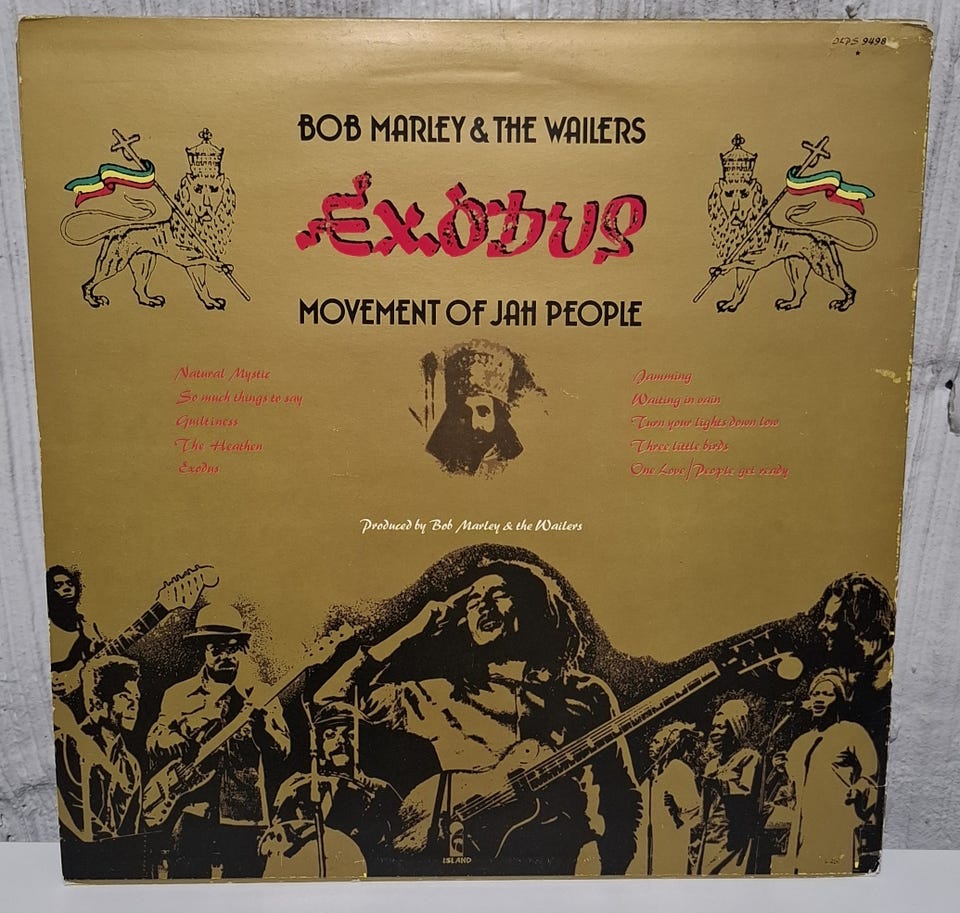 ILPS 9498
BOB MARLEY & THE WAILERS
EXODUS
MOVEMENT OF JAH PEOPLE
Natural Mystic
So much things to say
Guiltiness
The Heathen
Exodus
Jamming
Waiting in vain
Turn your lights down low
Three little birds
One Love/People get ready
Produced by Bob Marley & the Wailers
ISLAND